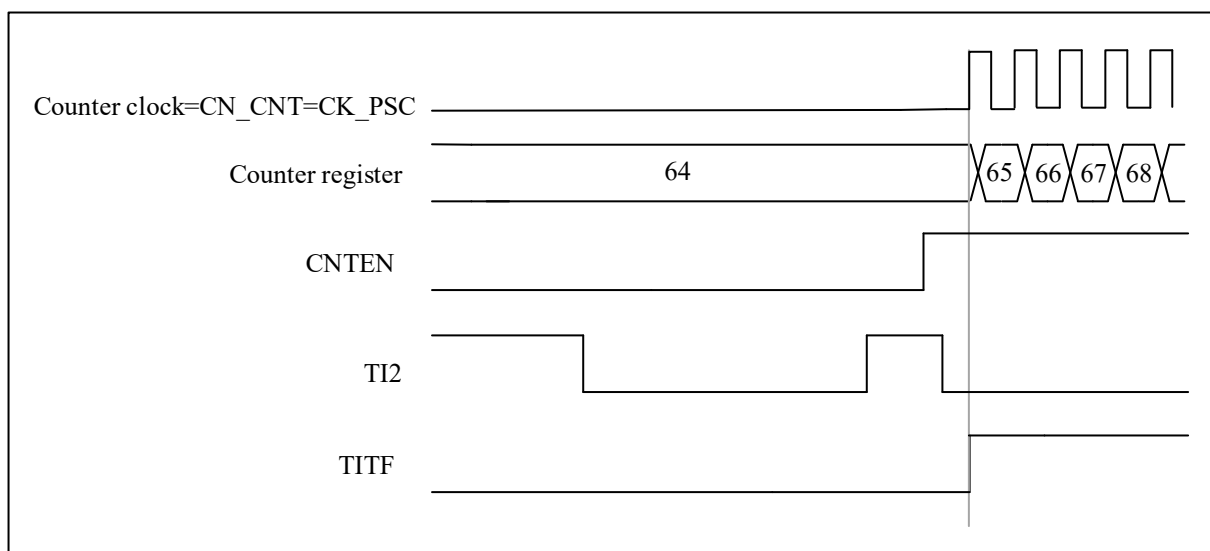 Counter clock=CN_CNT=CK_PSC
Counter register
64
65
66
67
68
CNTEN
TI2
TITF